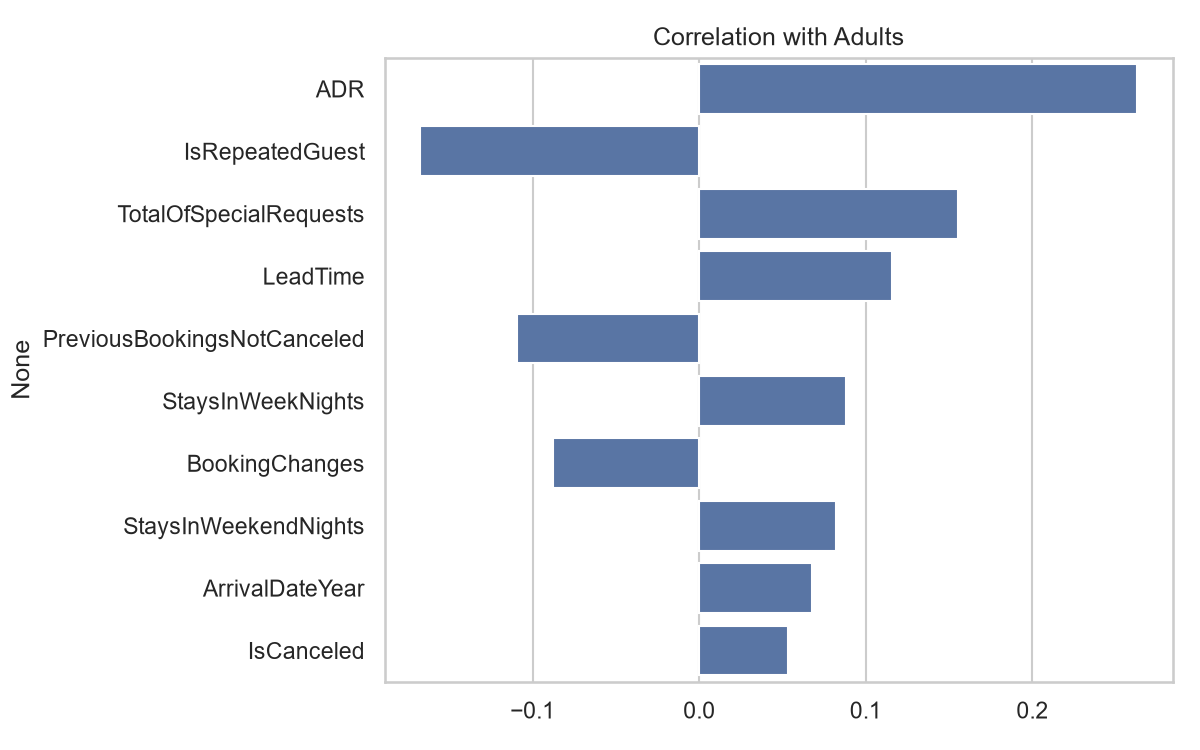 Correlation with Adults
ADR
IsRepeatedGuest
TotalOfSpecialRequests
LeadTime
PreviousBookingsNotCanceled
StaysInWeekNights
BookingChanges
StaysInWeekendNights
ArrivalDateYear
IsCanceled
None
−0.1 0.0 0.1 0.2